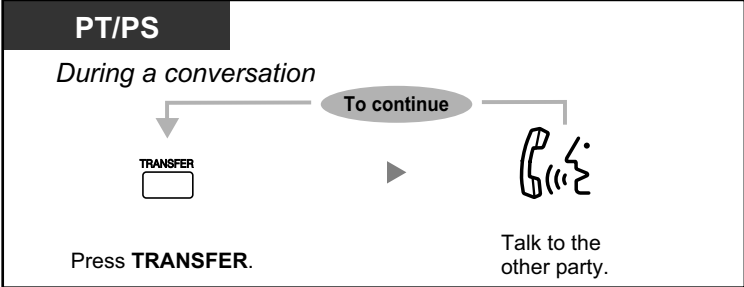 PT/PS
During a conversation
To continue
TRANSFER
Press TRANSFER.
Talk to the
other party.